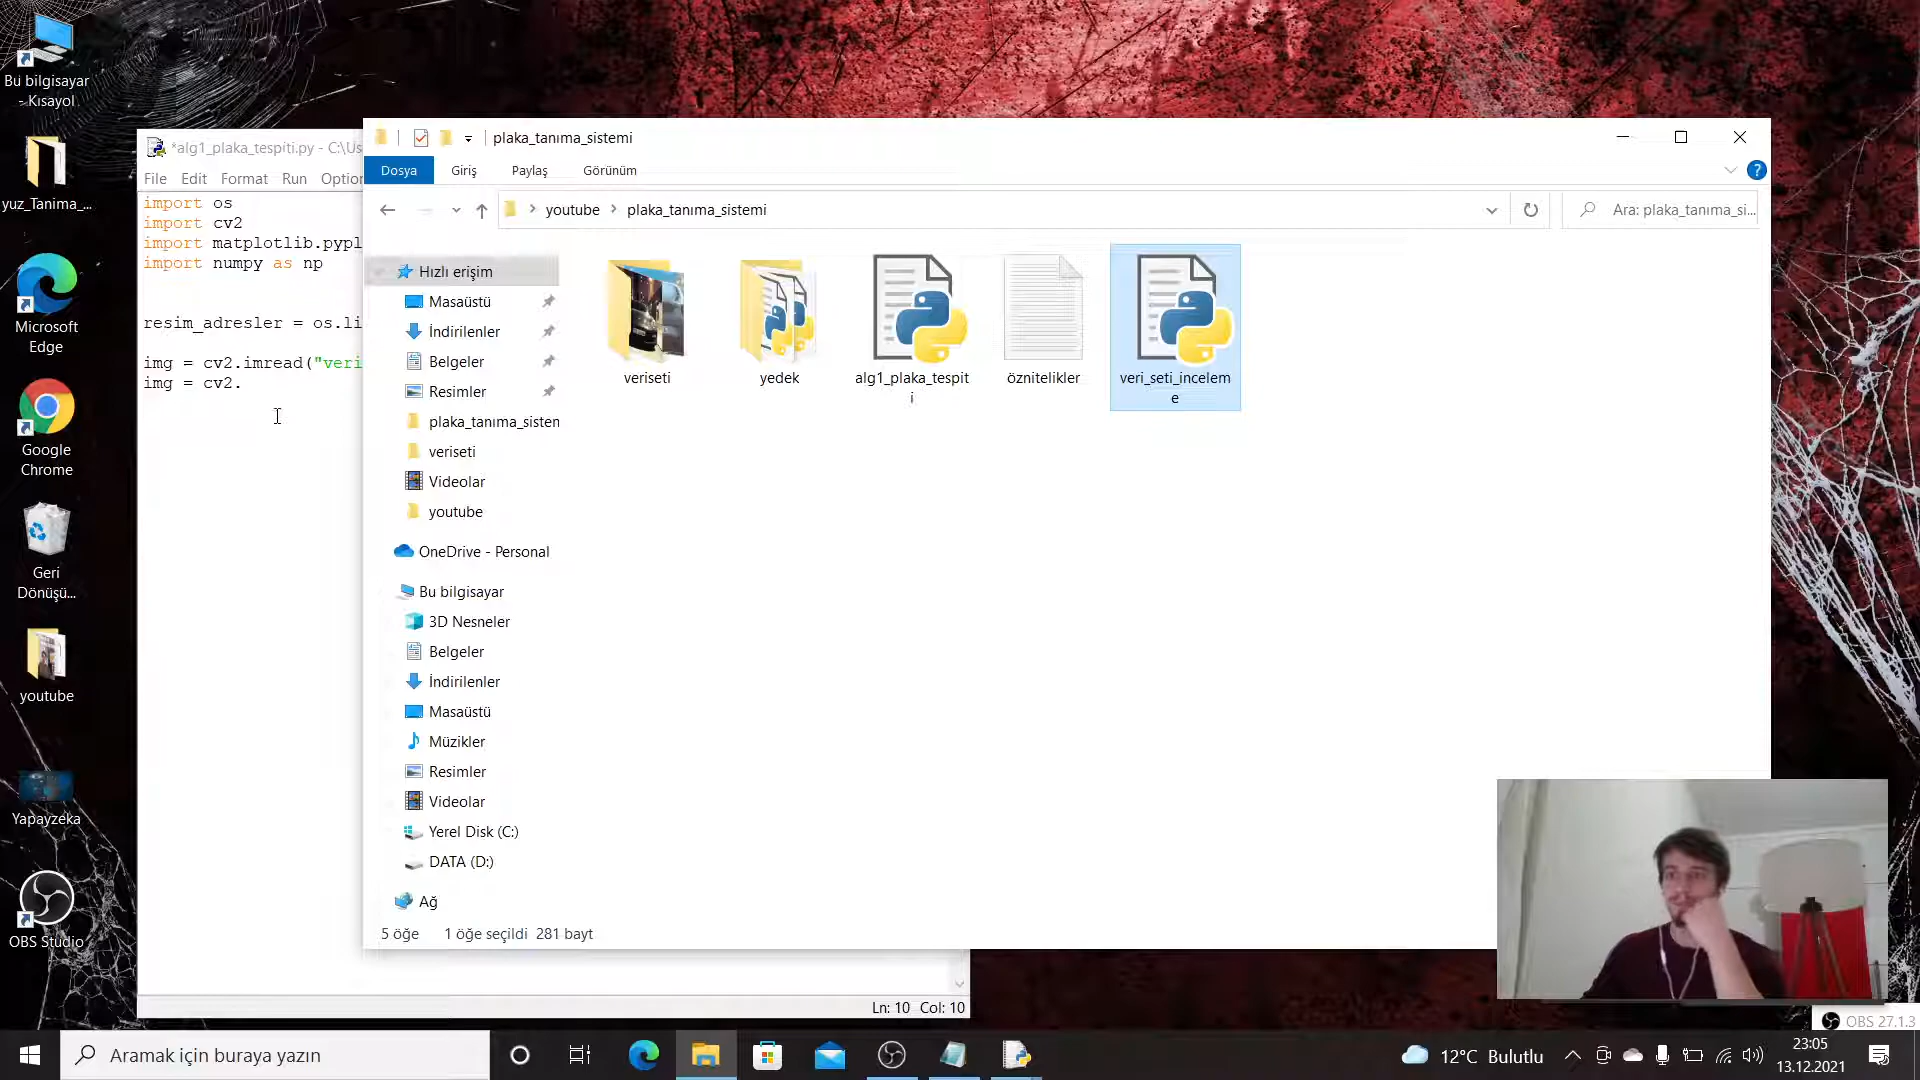 Bu bilgisayar
- Kısayol
yuz_Tanima_...
Microsoft
Edge
Google
Chrome
Geri
Dönüşü...
youtube
Yapayzeka
OBS Studio
*alg1_plaka_tespiti.py - C:\Us
File Edit Format Run Option
import os
import cv2
import matplotlib.pypl
import numpy as np
resim_adresler = os.li
img = cv2.imread("veri
img = cv2.
Ln: 10 Col: 10
plaka_tanıma_sistemi
Dosya Giriş Paylaş Görünüm
youtube > plaka_tanıma_sistemi
Ara: plaka_tanıma_si...
Hızlı erişim
Masaüstü
İndirilenler
Belgeler
Resimler
plaka_tanıma_sisten
veriseti
Videolar
youtube
OneDrive - Personal
Bu bilgisayar
3D Nesneler
Belgeler
İndirilenler
Masaüstü
Müzikler
Resimler
Videolar
Yerel Disk (C:)
DATA (D:)
Ağ
veriseti
yedek
alg1_plaka_tespit
i
öznitelikler
veri_seti_incelem
e
5 öğe 1 öğe seçildi 281 bayt
OBS 27.1.3
Aramak için buraya yazın
12°C Bulutlu
23:05
13.12.2021